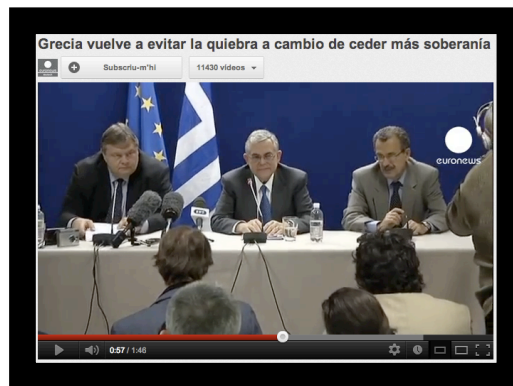 Grecia vuelve a evitar la quiebra a cambio de ceder más soberanía
Subscriu-m'hi
11430 vídeos
euronews
0:57 / 1:46